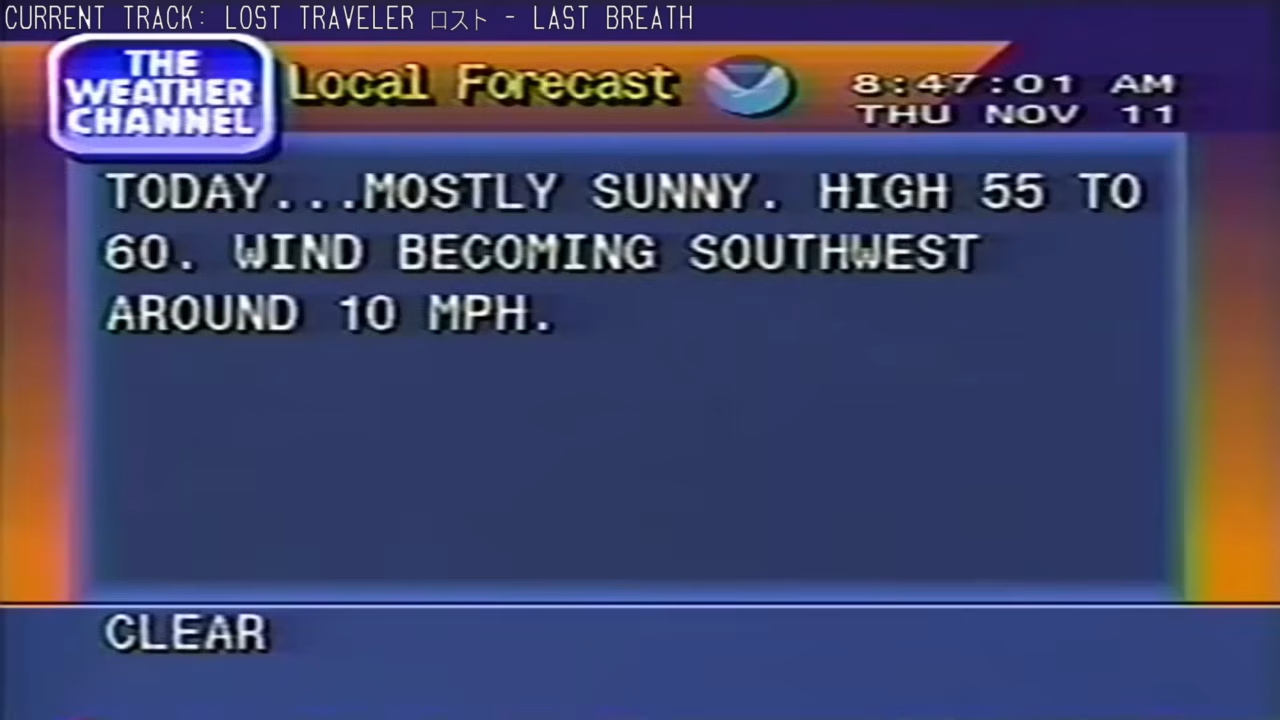 CURRENT TRACK: LOST TRAVELER ロスト - LAST BREATH
THE
WEATHER
CHANNEL
Local Forecast
8:47:01 AM
THU NOV 11
TODAY...MOSTLY SUNNY. HIGH 55 TO
60. WIND BECOMING SOUTHWEST
AROUND 10 MPH.
CLEAR